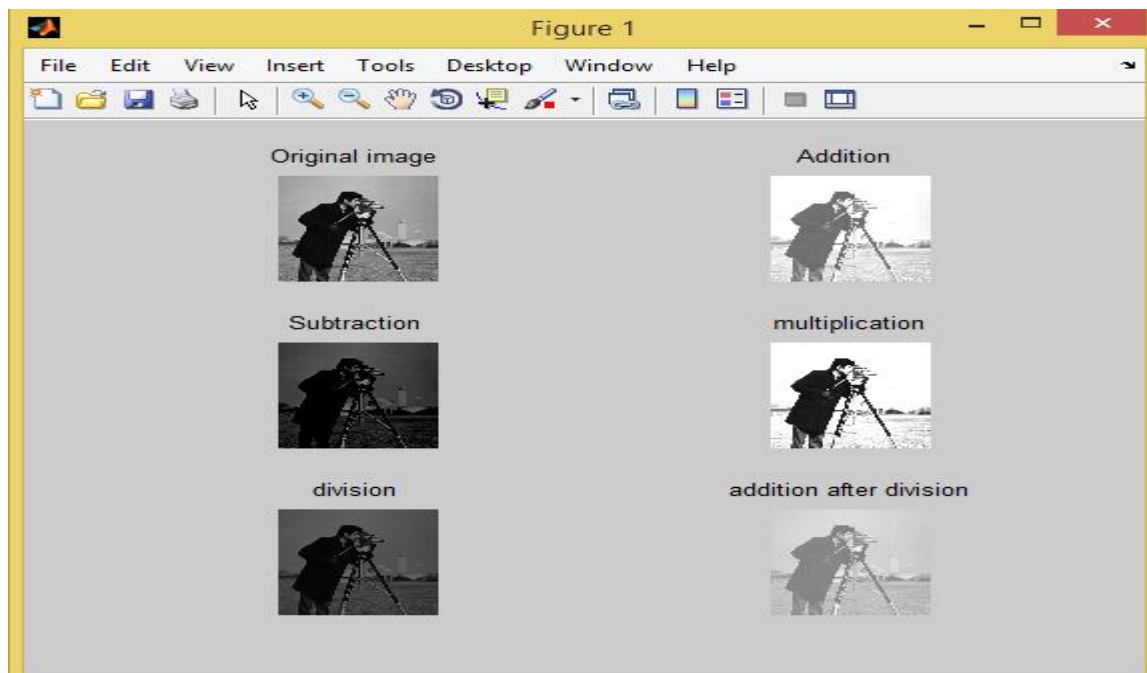 Figure 1
File Edit View Insert Tools Desktop Window Help
Original image
Addition
Subtraction
multiplication
division
addition after division